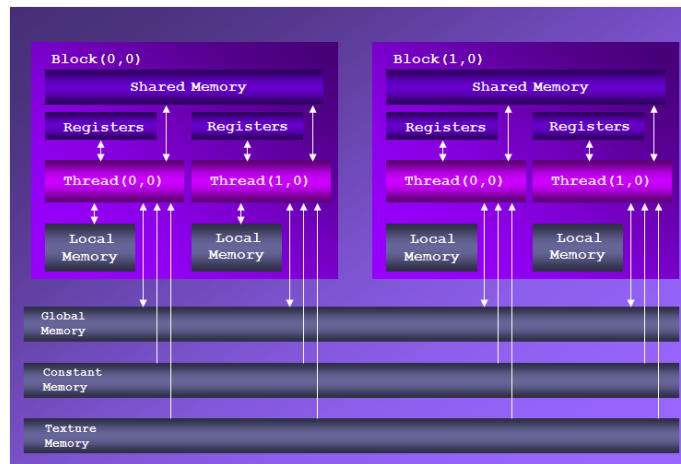 Block(0,0)
Shared Memory
Registers
Registers
Thread(0,0)
Thread(1,0)
Local
Memory
Local
Memory
Block(1,0)
Shared Memory
Registers
Registers
Thread(0,0)
Thread(1,0)
Local
Memory
Local
Memory
Global
Memory
Constant
Memory
Texture
Memory